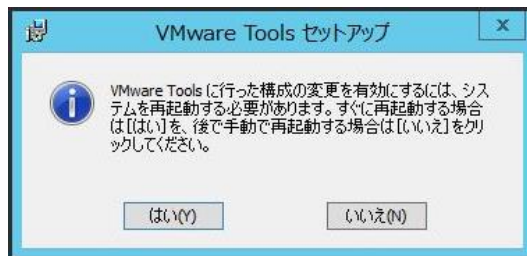 VMware Tools セットアップ
x
VMware Tools に行った構成の変更を有効にするには、シス
テムを再起動する必要があります。すぐに再起動する場合
は[はい]を、後で手動で再起動する場合は[いいえ]をクリ
ックしてください。
はい(Y)
いいえ(N)